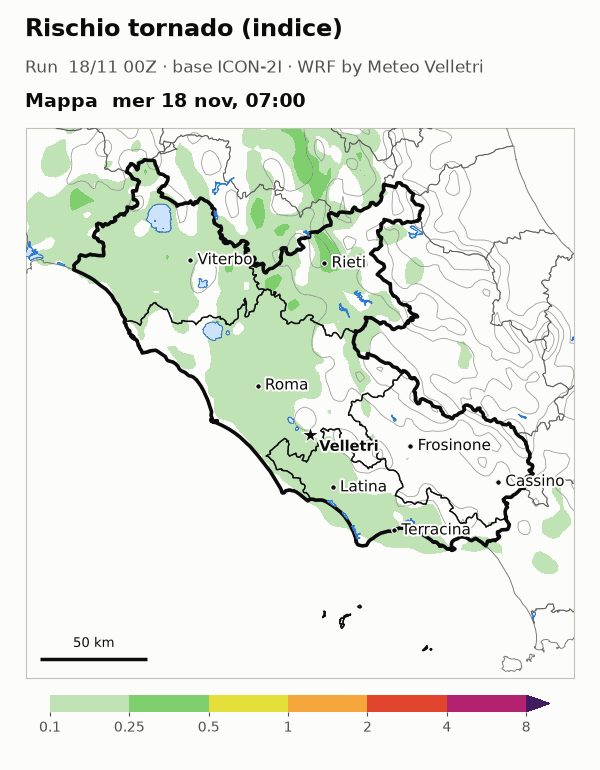 Rischio tornado (indice)
Run 18/11 00Z · base ICON-2I · WRF by Meteo Velletri
Mappa mer 18 nov, 07:00
Viterbo
Rieti
Roma
Velletri
Frosinone
Latina
Cassino
Terracina
50 km
0.1 0.25 0.5 1 2 4 8